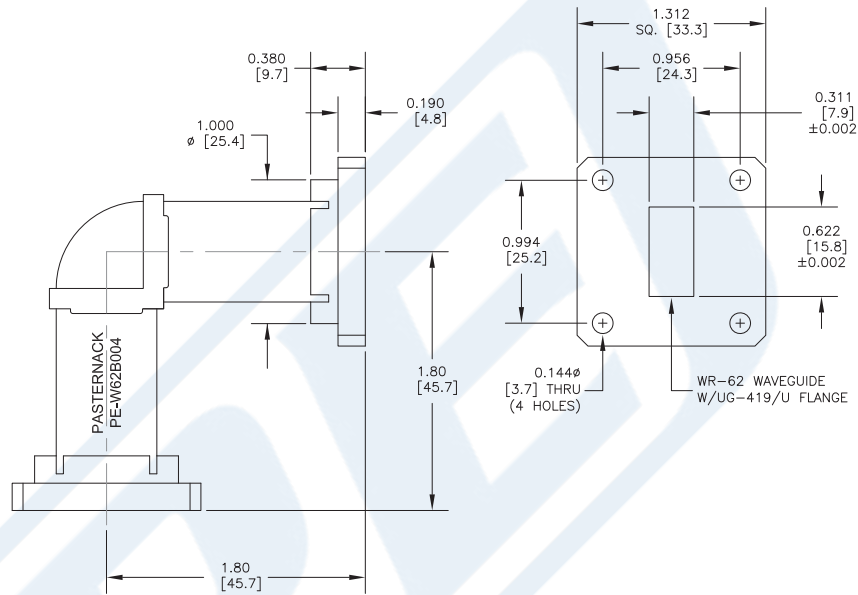 1.312
SQ. [33.3]
0.956
[24.3]
0.380
[9.7]
0.190
[4.8]
0.311
[7.9]
±0.002
1.000
ø [25.4]
0.994
[25.2]
0.622
[15.8]
±0.002
PASTERNACK
PE-W62B004
1.80
[45.7]
0.144ø
[3.7] THRU
(4 HOLES)
WR-62 WAVEGUIDE
W/UG-419/U FLANGE
1.80
[45.7]